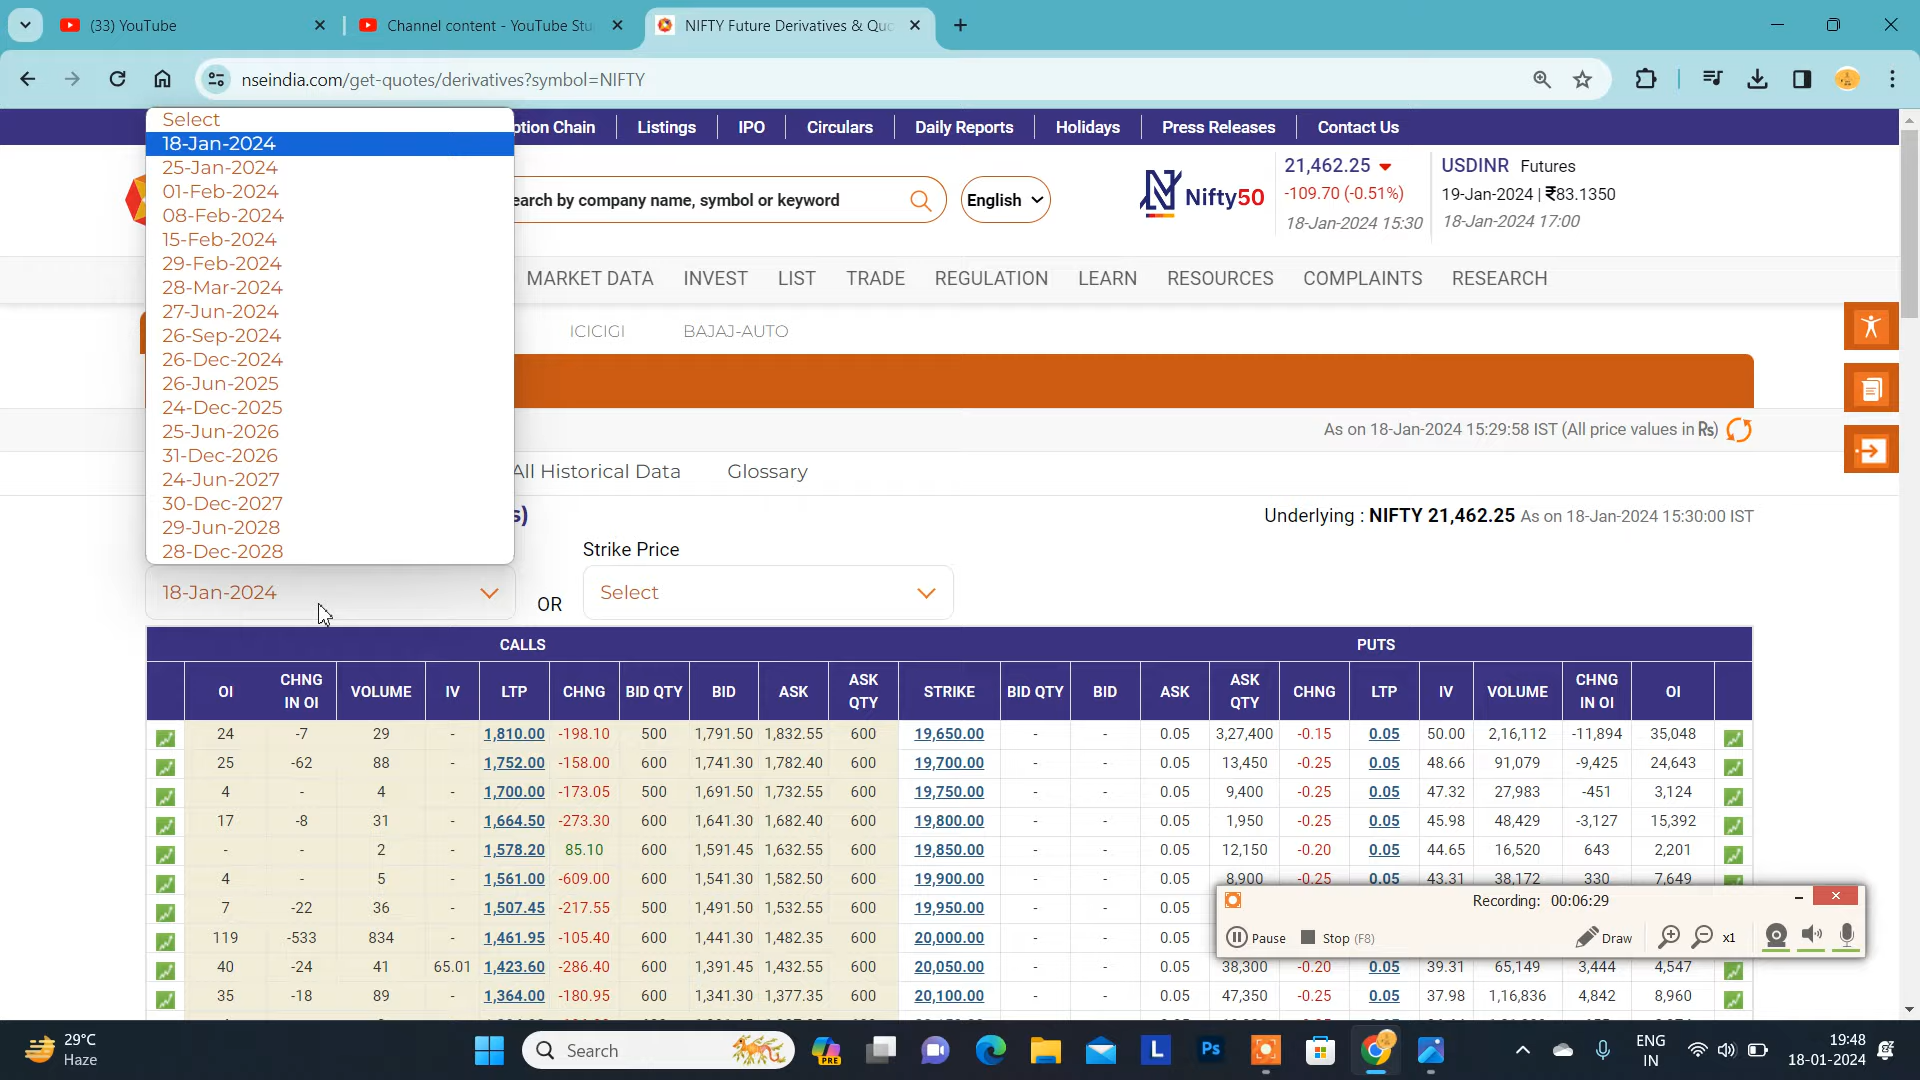 (33) YouTube
Channel content - YouTube Stu
NIFTY Future Derivatives & Quo
nseindia.com/get-quotes/derivatives?symbol=NIFTY
ption Chain Listings IPO Circulars Daily Reports Holidays Press Releases Contact Us
Select
18-Jan-2024
25-Jan-2024
01-Feb-2024
08-Feb-2024
15-Feb-2024
29-Feb-2024
28-Mar-2024
27-Jun-2024
26-Sep-2024
26-Dec-2024
26-Jun-2025
24-Dec-2025
25-Jun-2026
31-Dec-2026
24-Jun-2027
30-Dec-2027
29-Jun-2028
28-Dec-2028
earch by company name, symbol or keyword
English
Nifty50
21,462.25
-109.70 (-0.51%)
18-Jan-2024 15:30
USDINR Futures
19-Jan-2024 | ₹83.1350
18-Jan-2024 17:00
MARKET DATA INVEST LIST TRADE REGULATION LEARN RESOURCES COMPLAINTS RESEARCH
ICICIGI BAJAJ-AUTO
As on 18-Jan-2024 15:29:58 IST (All price values in Rs)
All Historical Data Glossary
s)
Underlying : NIFTY 21,462.25 As on 18-Jan-2024 15:30:00 IST
Strike Price
18-Jan-2024 OR Select
CALLS PUTS
OI CHNG IN OI VOLUME IV LTP CHNG BID QTY BID ASK ASK QTY STRIKE BID QTY BID ASK ASK QTY CHNG LTP IV VOLUME CHNG IN OI OI
24 -7 29 - 1,810.00 -198.10 500 1,791.50 1,832.55 600 19,650.00 - - 0.05 3,27,400 -0.15 0.05 50.00 2,16,112 -11,894 35,048
25 -62 88 - 1,752.00 -158.00 600 1,741.30 1,782.40 600 19,700.00 - - 0.05 13,450 -0.25 0.05 48.66 91,079 -9,425 24,643
4 - 4 - 1,700.00 -173.05 500 1,691.50 1,732.55 600 19,750.00 - - 0.05 9,400 -0.25 0.05 47.32 27,983 -451 3,124
17 -8 31 - 1,664.50 -273.30 600 1,641.30 1,682.40 600 19,800.00 - - 0.05 1,950 -0.25 0.05 45.98 48,429 -3,127 15,392
- - 2 - 1,578.20 85.10 600 1,591.45 1,632.55 600 19,850.00 - - 0.05 12,150 -0.20 0.05 44.65 16,520 643 2,201
4 - 5 - 1,561.00 -609.00 600 1,541.30 1,582.50 600 19,900.00 - - 0.05 8,900 -0.25 0.05 43.31 38,172 330 7,649
7 -22 36 - 1,507.45 -217.55 500 1,491.50 1,532.55 600 19,950.00 - - 0.05
119 -533 834 - 1,461.95 -105.40 600 1,441.30 1,482.35 600 20,000.00 - - 0.05
40 -24 41 65.01 1,423.60 -286.40 600 1,391.45 1,432.55 600 20,050.00 - - 0.05 38,300 -0.20 0.05 39.31 65,149 3,444 4,547
35 -18 89 - 1,364.00 -180.95 600 1,341.30 1,377.35 600 20,100.00 - - 0.05 47,350 -0.25 0.05 37.98 1,16,836 4,842 8,960
Recording: 00:06:29
Pause Stop (F8) Draw x1
29°C
Haze
Search
PRE
L
Ps
ENG
IN
19:48
18-01-2024